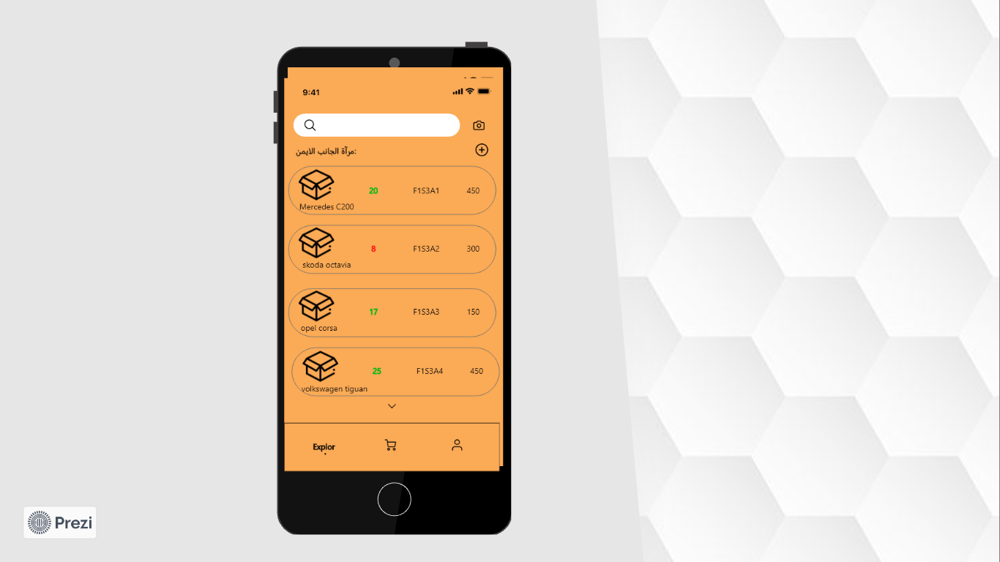 9:41
مرآة الجانب الايمن:
20 F1S3A1 450
Mercedes C200
8 F1S3A2 300
skoda octavia
17 F1S3A3 150
opel corsa
25 F1S3A4 450
volkswagen tiguan
Explor
Prezi